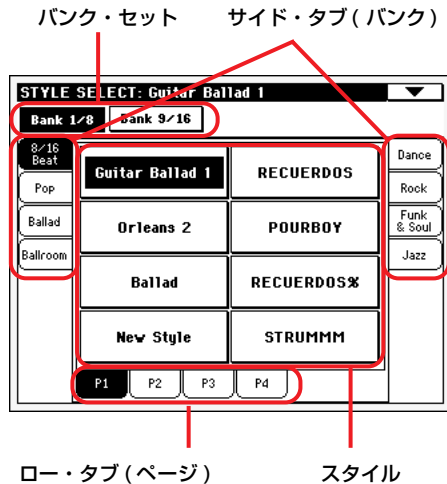 バンク・セット サイド・タブ ( バンク )
STYLE SELECT: Guitar Ballad 1
Bank 1/8 Bank 9/16
8/16 Beat
Pop
Ballad
Ballroom
Guitar Ballad 1 RECUERDOS
Orleans 2 POURBOY
Ballad RECUERDOS%
New Style STRUMMM
Dance
Rock
Funk & Soul
Jazz
P1 P2 P3 P4
ロー・タブ ( ページ ) スタイル